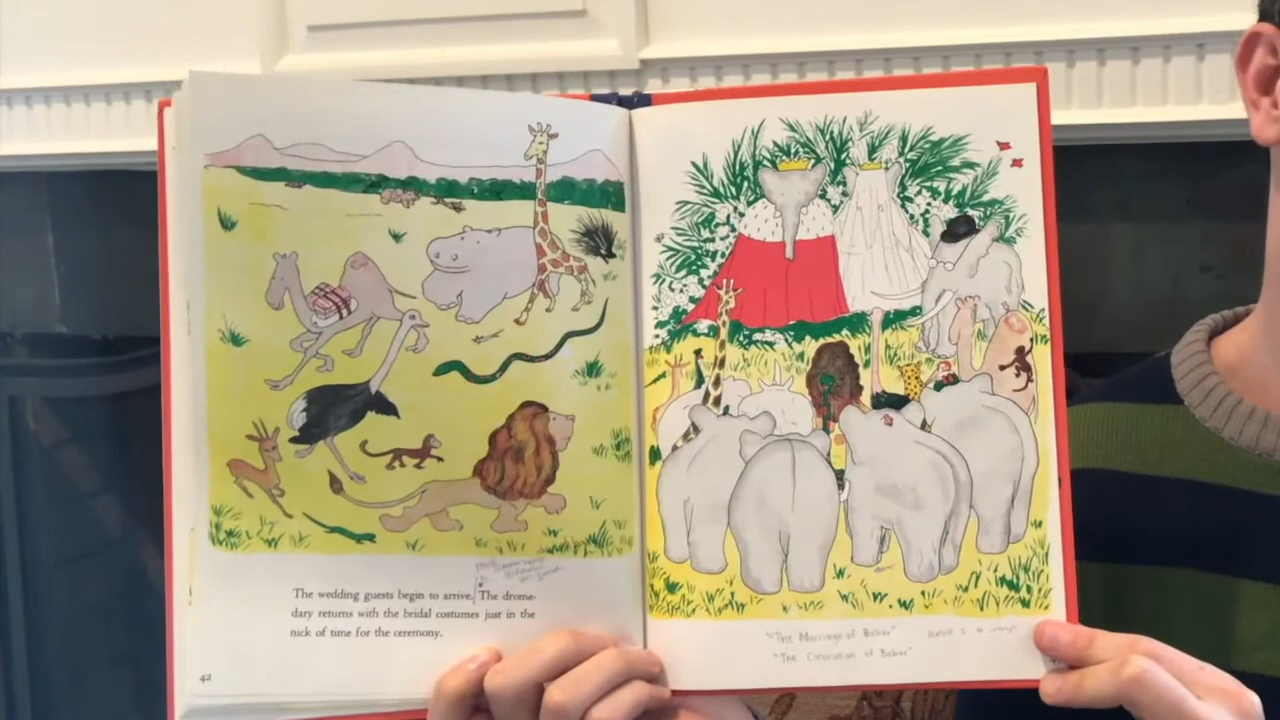 The wedding guests begin to arrive. The drome-
dary returns with the bridal costumes just in the
nick of time for the ceremony.
42
"The Marriage of Babar"
"The Coronation of Babar"